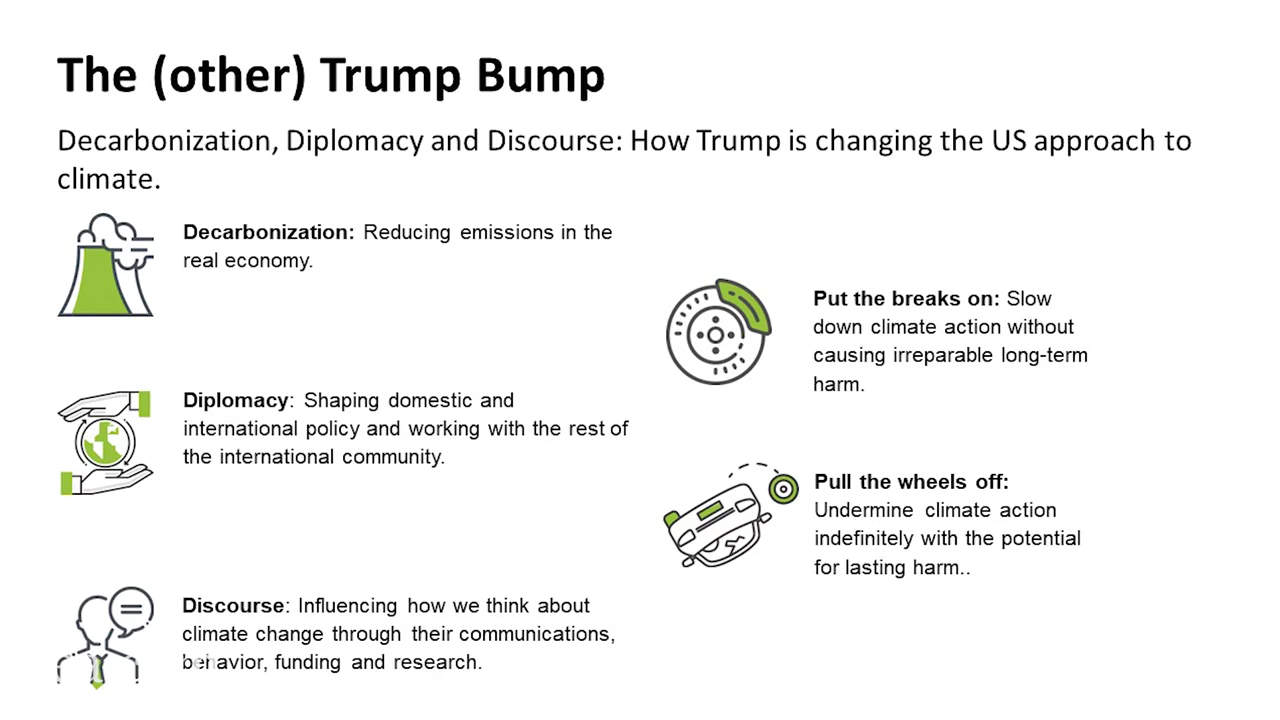 The (other) Trump Bump
Decarbonization, Diplomacy and Discourse: How Trump is changing the US approach to
climate.
Decarbonization: Reducing emissions in the
real economy.
Diplomacy: Shaping domestic and
international policy and working with the rest of
the international community.
Discourse: Influencing how we think about
climate change through their communications,
behavior, funding and research.
Put the breaks on: Slow
down climate action without
causing irreparable long-term
harm.
Pull the wheels off:
Undermine climate action
indefinitely with the potential
for lasting harm..